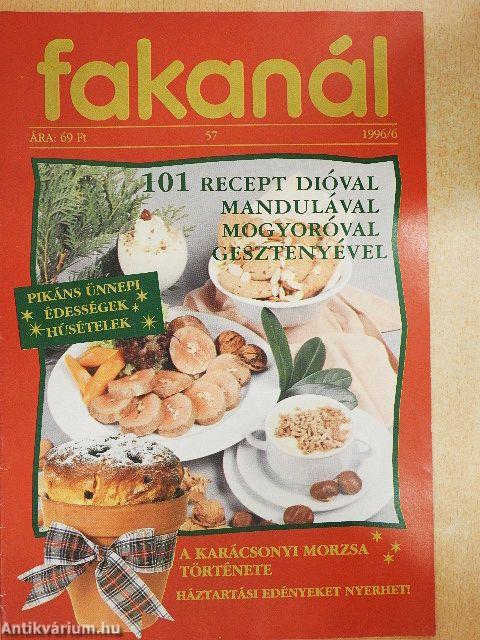 fakanál
ÁRA: 69 Ft 57 1996/6
101 RECEPT DIÓVAL
MANDULÁVAL
MOGYORÓVAL
GESZTENYÉVEL
PIKÁNS ÜNNEPI
ÉDESSÉGEK
HÚSÉTELEK
A KARÁCSONYI MORZSA
TÖRTÉNETE
HÁZTARTÁSI EDÉNYEKET NYERHET!
Antikvárium.hu